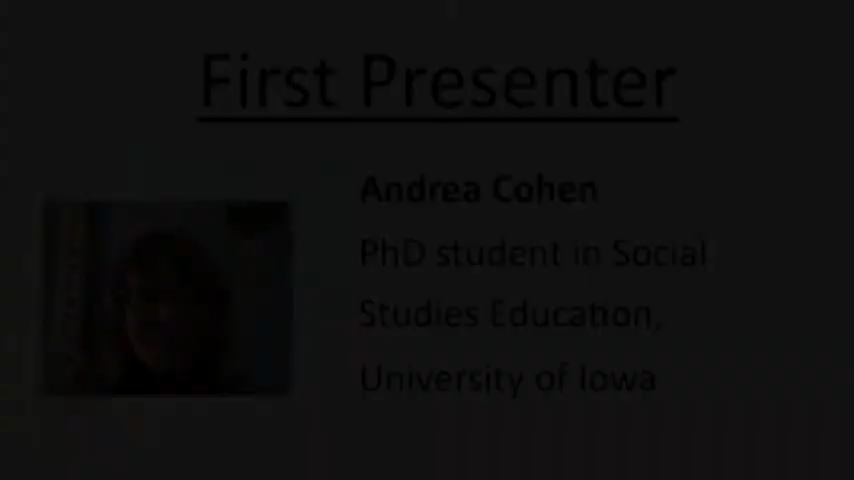 First Presenter
Andrea Cohen
PhD student in Social
Studies Education,
University of Iowa